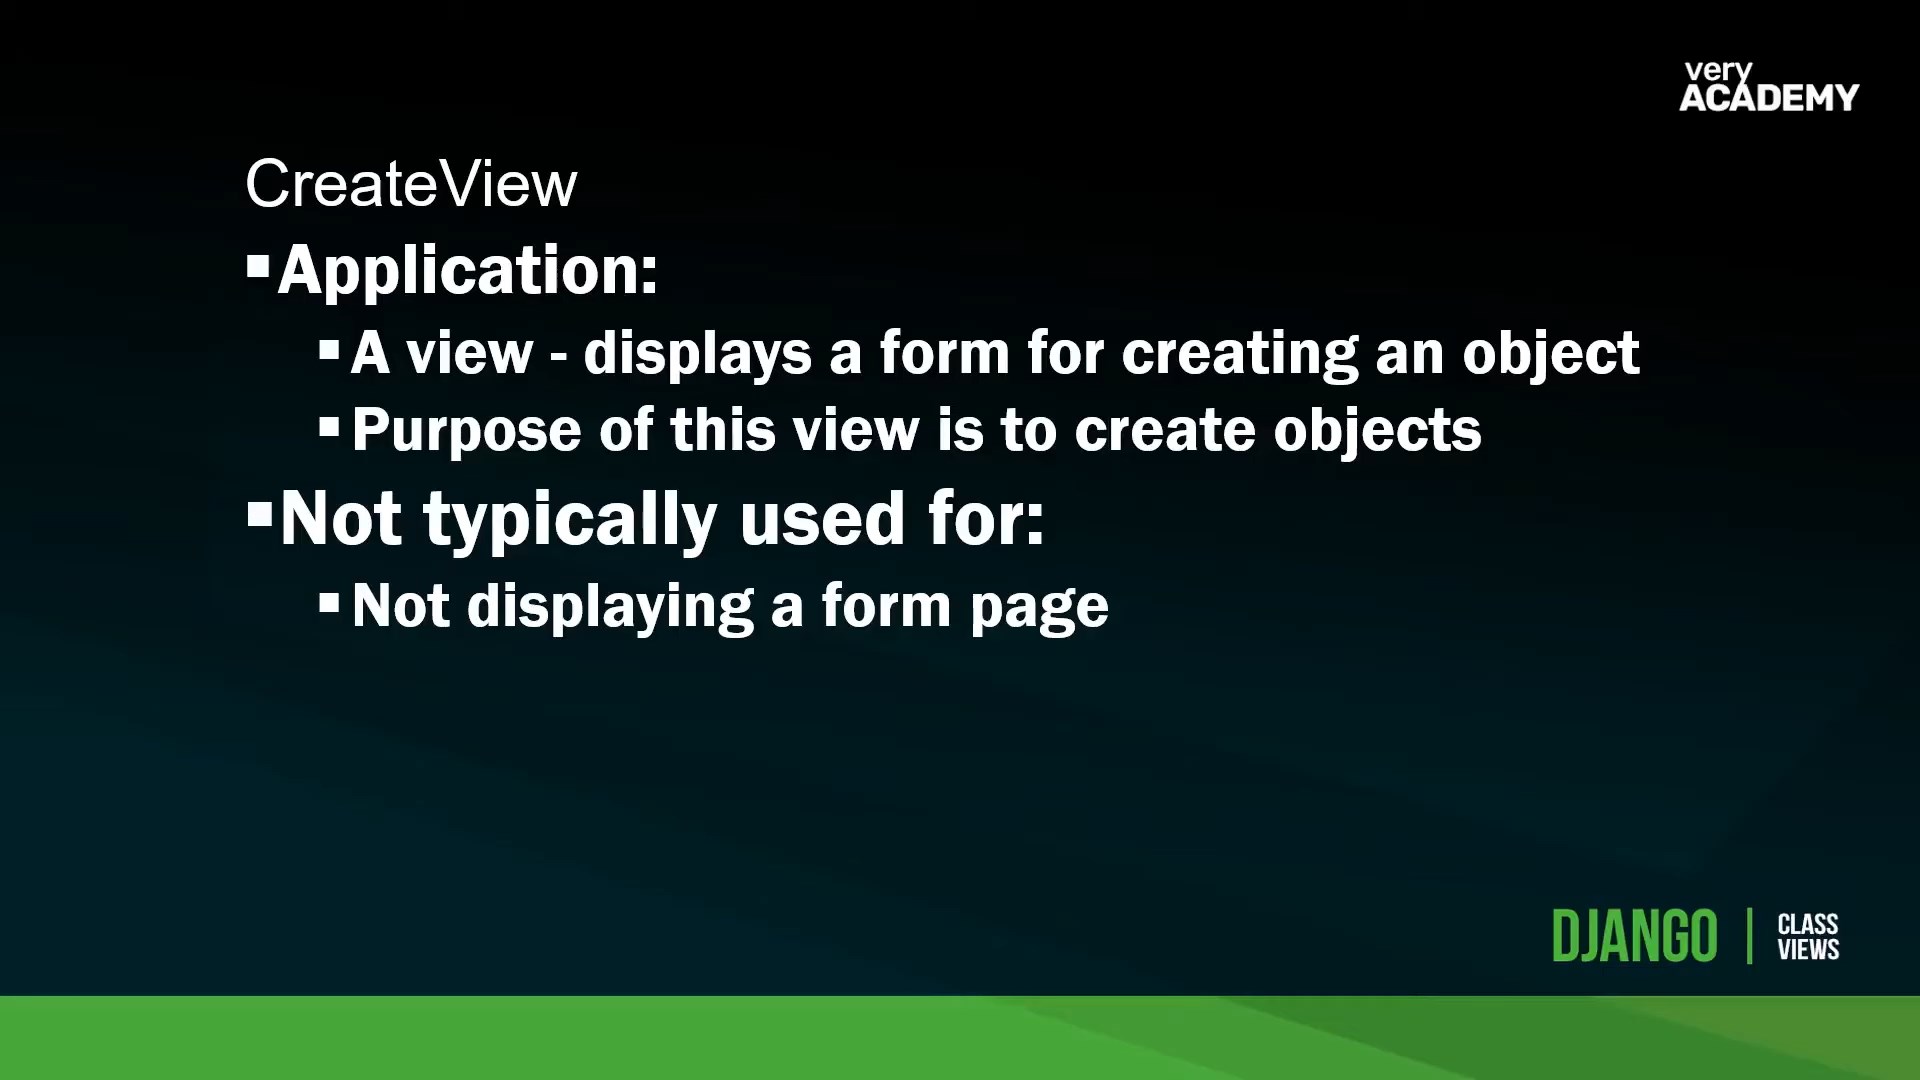 very
ACADEMY
CreateView
▪Application:
▪A view - displays a form for creating an object
▪Purpose of this view is to create objects
▪Not typically used for:
▪Not displaying a form page
DJANGO | CLASS
VIEWS